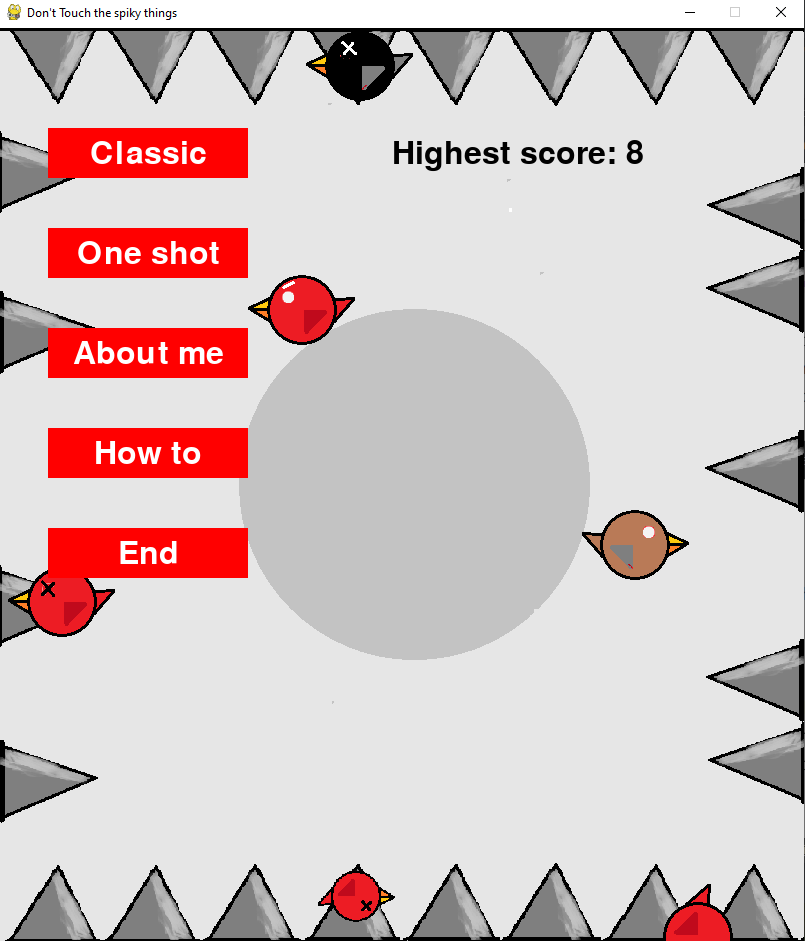 Don't Touch the spiky things
Classic
Highest score: 8
One shot
About me
How to
End